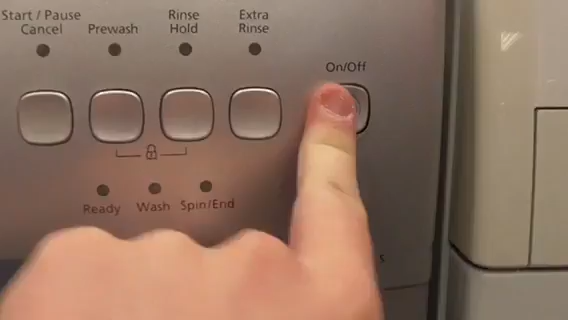 Start / Pause
Cancel
Prewash
Rinse
Hold
Extra
Rinse
On/Off
Ready
Wash
Spin/End
s